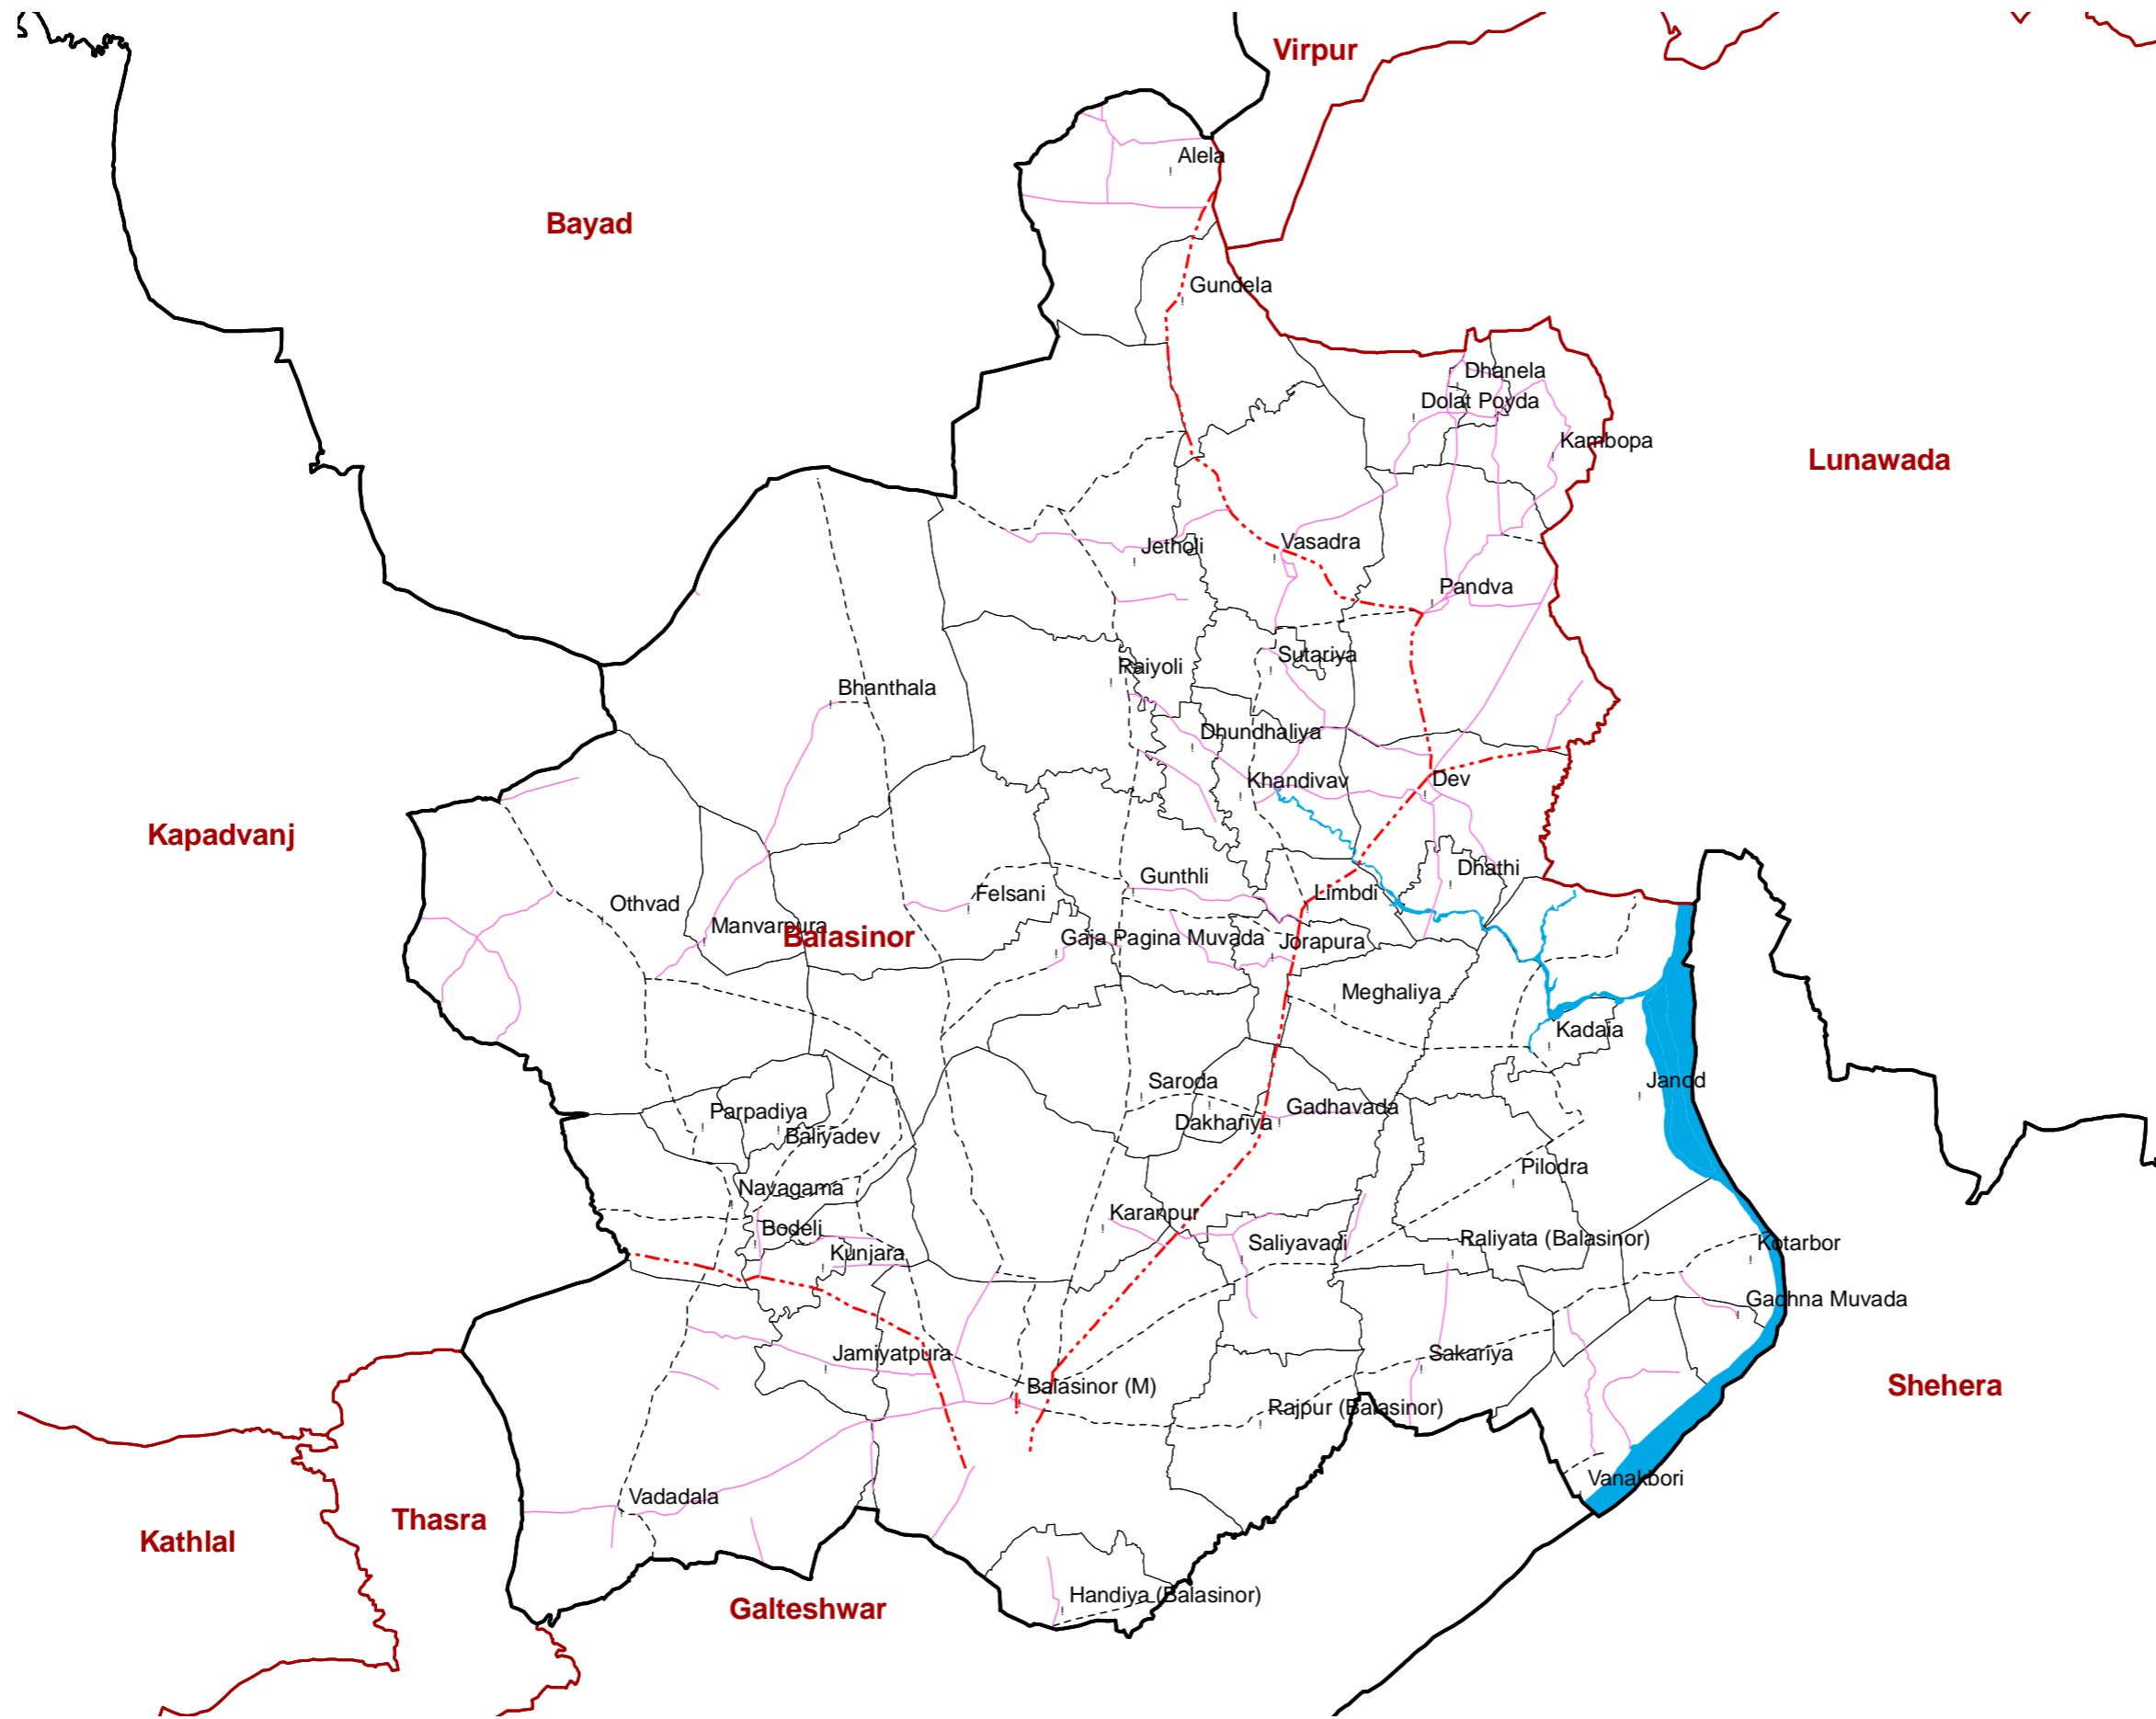 Virpur
Alela
Bayad
Gundela
Dhanela
Dolat Poyda
Kambopa
Lunawada
Vasadra
Jetholi
Pandva
Sutariya
Raiyoli
Bhanthala
Dhundhaliya
Khandivav
Dev
Kapadvanj
Dhathi
Gunthli
Felsani
Limbdi
Othvad
Manvarpura
Balasinor
Gaja Pagina Muvada
Jorapura
Meghaliya
Kadaia
Janod
Saroda
Gadhavada
Parpadiya
Dakhariya
Baliyadev
Pilodra
Navagama
Karanpur
Bodeli
Raliyata (Balasinor)
Saliyavadi
Kotarbor
Kunjara
Gadhna Muvada
Jamiyatpura
Sakariya
Balasinor (M)
Shehera
Rajpur (Balasinor)
Vanakbori
Vadadala
Thasra
Kathlal
Handiya (Balasinor)
Galteshwar